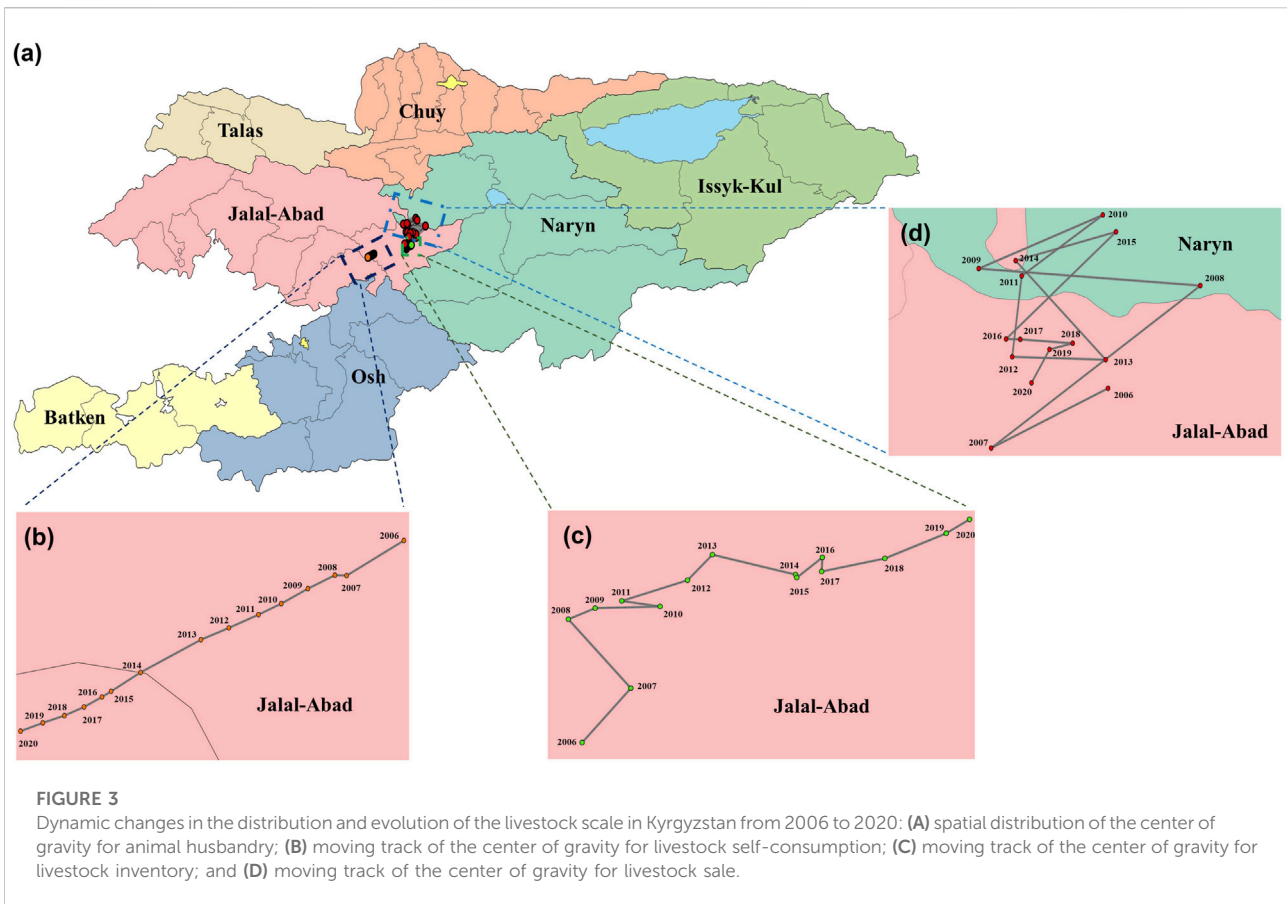 (a)
Chuy
Talas
Issyk-Kul
Jalal-Abad
Naryn
Osh
Batken
(d)
2010
Naryn
2015
2009
2014
2011
2008
2016
2017
2018
2019
2012
2013
2020
2006
2007
Jalal-Abad
(b)
2006
2008
2007
2009
2010
2011
2012
2013
2014
2016
2015
2018
2017
2019
2020
Jalal-Abad
(c)
2019
2020
2013
2016
2018
2014
2017
2015
2012
2011
2009
2010
2008
2007
2006
Jalal-Abad
FIGURE 3
Dynamic changes in the distribution and evolution of the livestock scale in Kyrgyzstan from 2006 to 2020: (A) spatial distribution of the center of
gravity for animal husbandry; (B) moving track of the center of gravity for livestock self-consumption; (C) moving track of the center of gravity for
livestock inventory; and (D) moving track of the center of gravity for livestock sale.